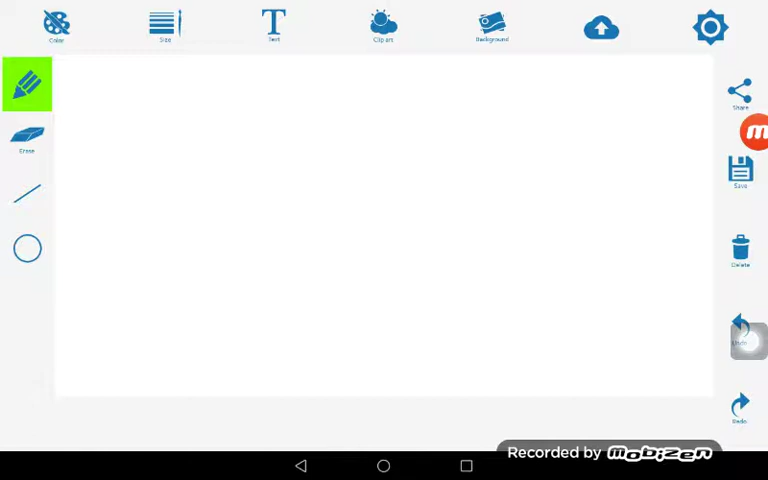 Color
Size
T
Text
Clip art
Background
Erase
Share
Save
Delete
Undo
Redo
Recorded by mobizen